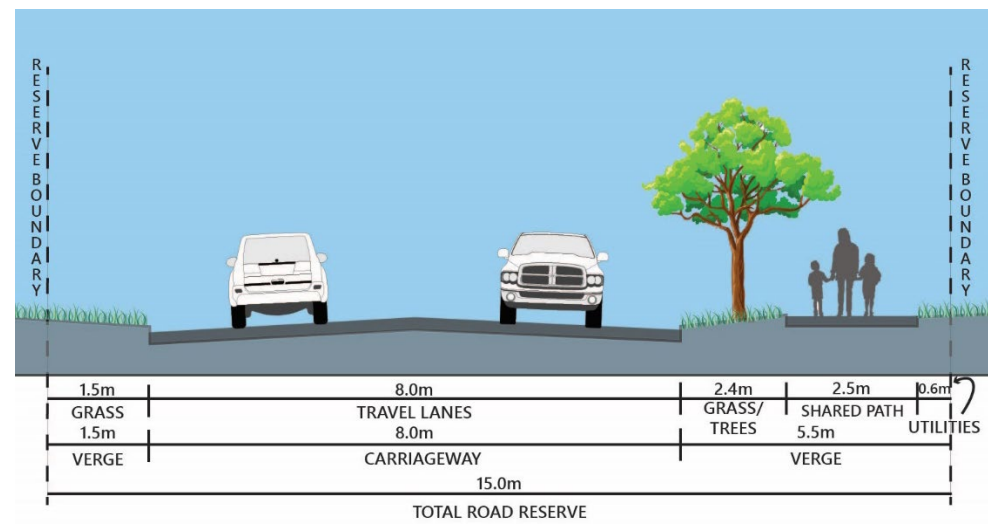 RESERVE BOUNDARY
RESERVE BOUNDARY
1.5m 8.0m 2.4m 2.5m 0.6m
GRASS TRAVEL LANES GRASS/ SHARED PATH UTILITIES
TREES
1.5m 8.0m 5.5m
VERGE CARRIAGEWAY VERGE
15.0m
TOTAL ROAD RESERVE